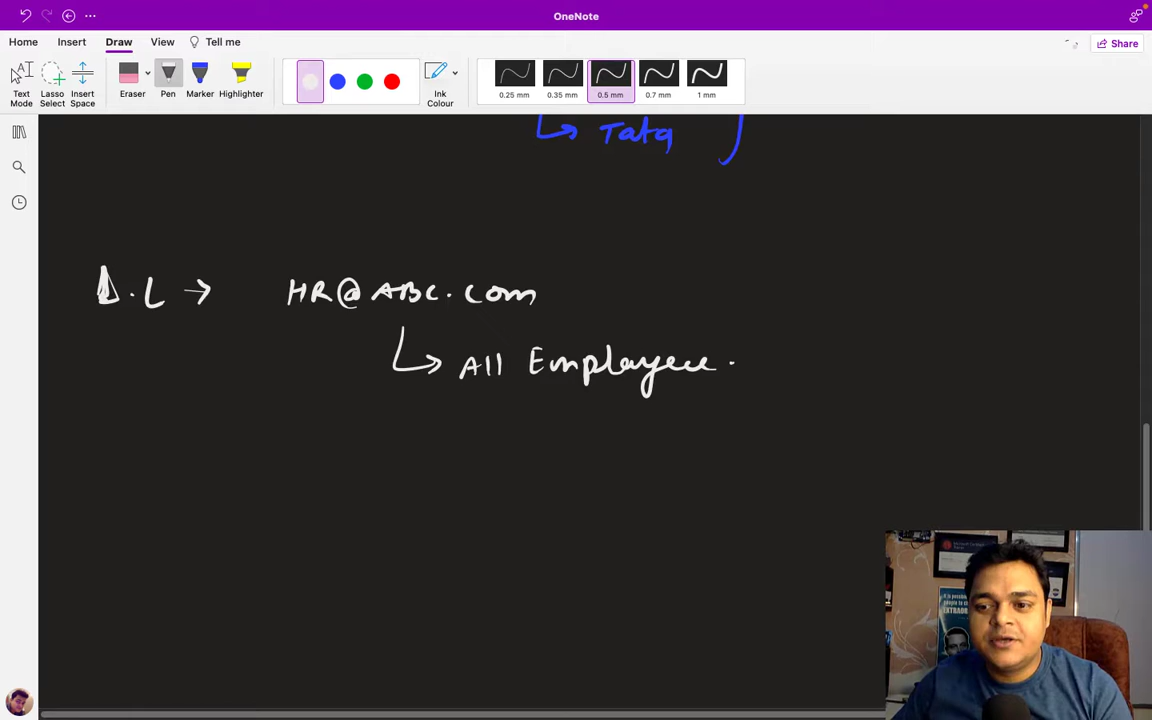 OneNote
Home Insert Draw View Tell me
Share
Text Mode
Lasso Select
Insert Space
Eraser
Pen
Marker
Highlighter
Ink Colour
0.25 mm 0.35 mm 0.5 mm 0.7 mm 1 mm
Tata
D.L → HR@ABC.com
All Employeee.
EXTRAOR